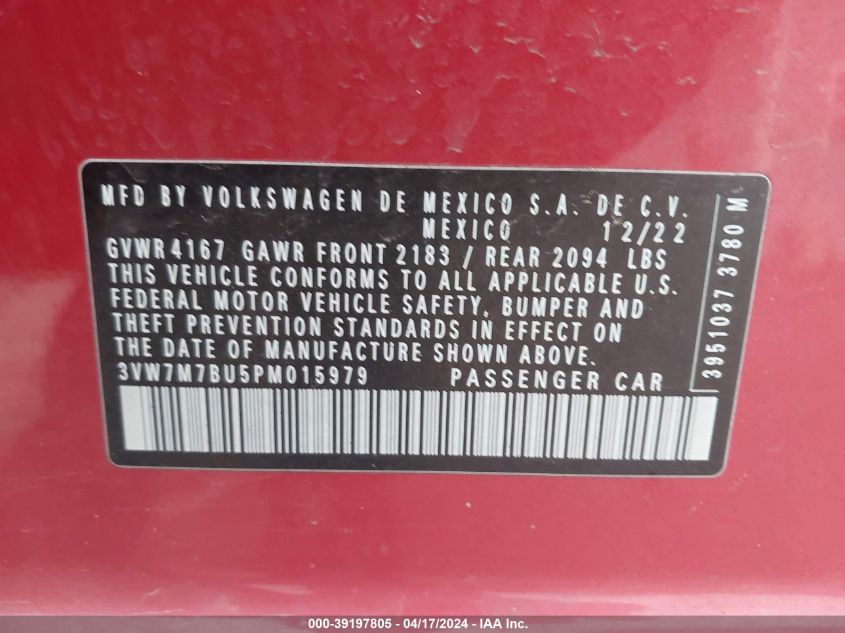 MFD BY VOLKSWAGEN DE MEXICO S.A. DE C.V.
MEXICO 12/22
GVWR 4167 GAWR FRONT 2183 / REAR 2094 LBS
THIS VEHICLE CONFORMS TO ALL APPLICABLE U.S.
FEDERAL MOTOR VEHICLE SAFETY, BUMPER AND
THEFT PREVENTION STANDARDS IN EFFECT ON
THE DATE OF MANUFACTURE SHOWN ABOVE.
3VW7M7BU5PM015979 PASSENGER CAR
3951037 3780 M
000-39197805 - 04/17/2024 - IAA Inc.